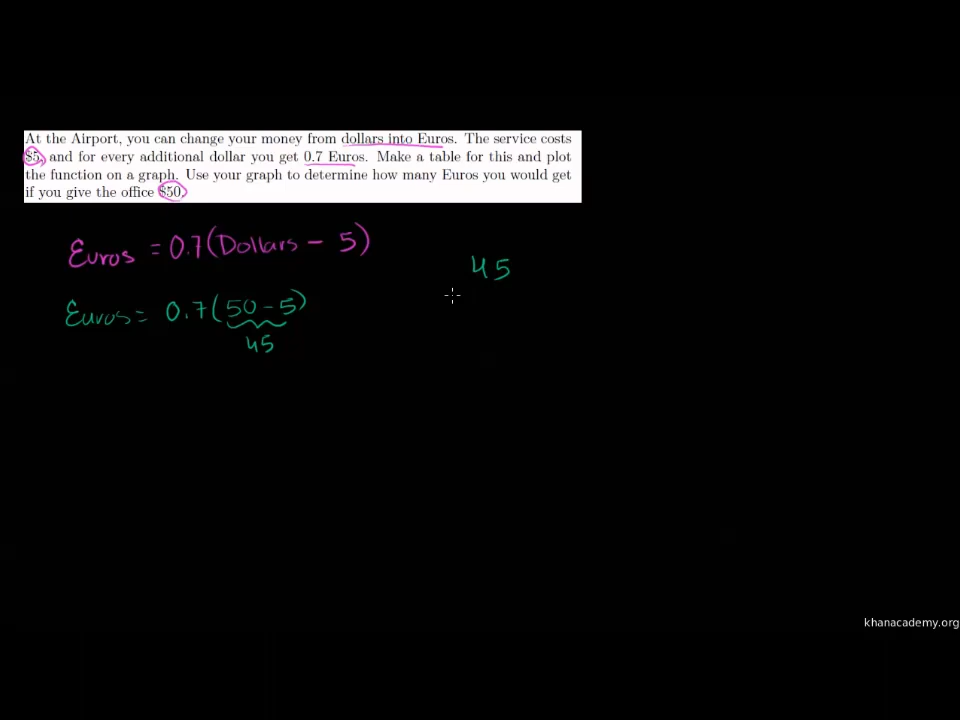 At the Airport, you can change your money from dollars into Euros. The service costs
$5, and for every additional dollar you get 0.7 Euros. Make a table for this and plot
the function on a graph. Use your graph to determine how many Euros you would get
if you give the office $50.
Euros = 0.7(Dollars - 5)
45
Euros = 0.7(50-5)
45
khanacademy.org